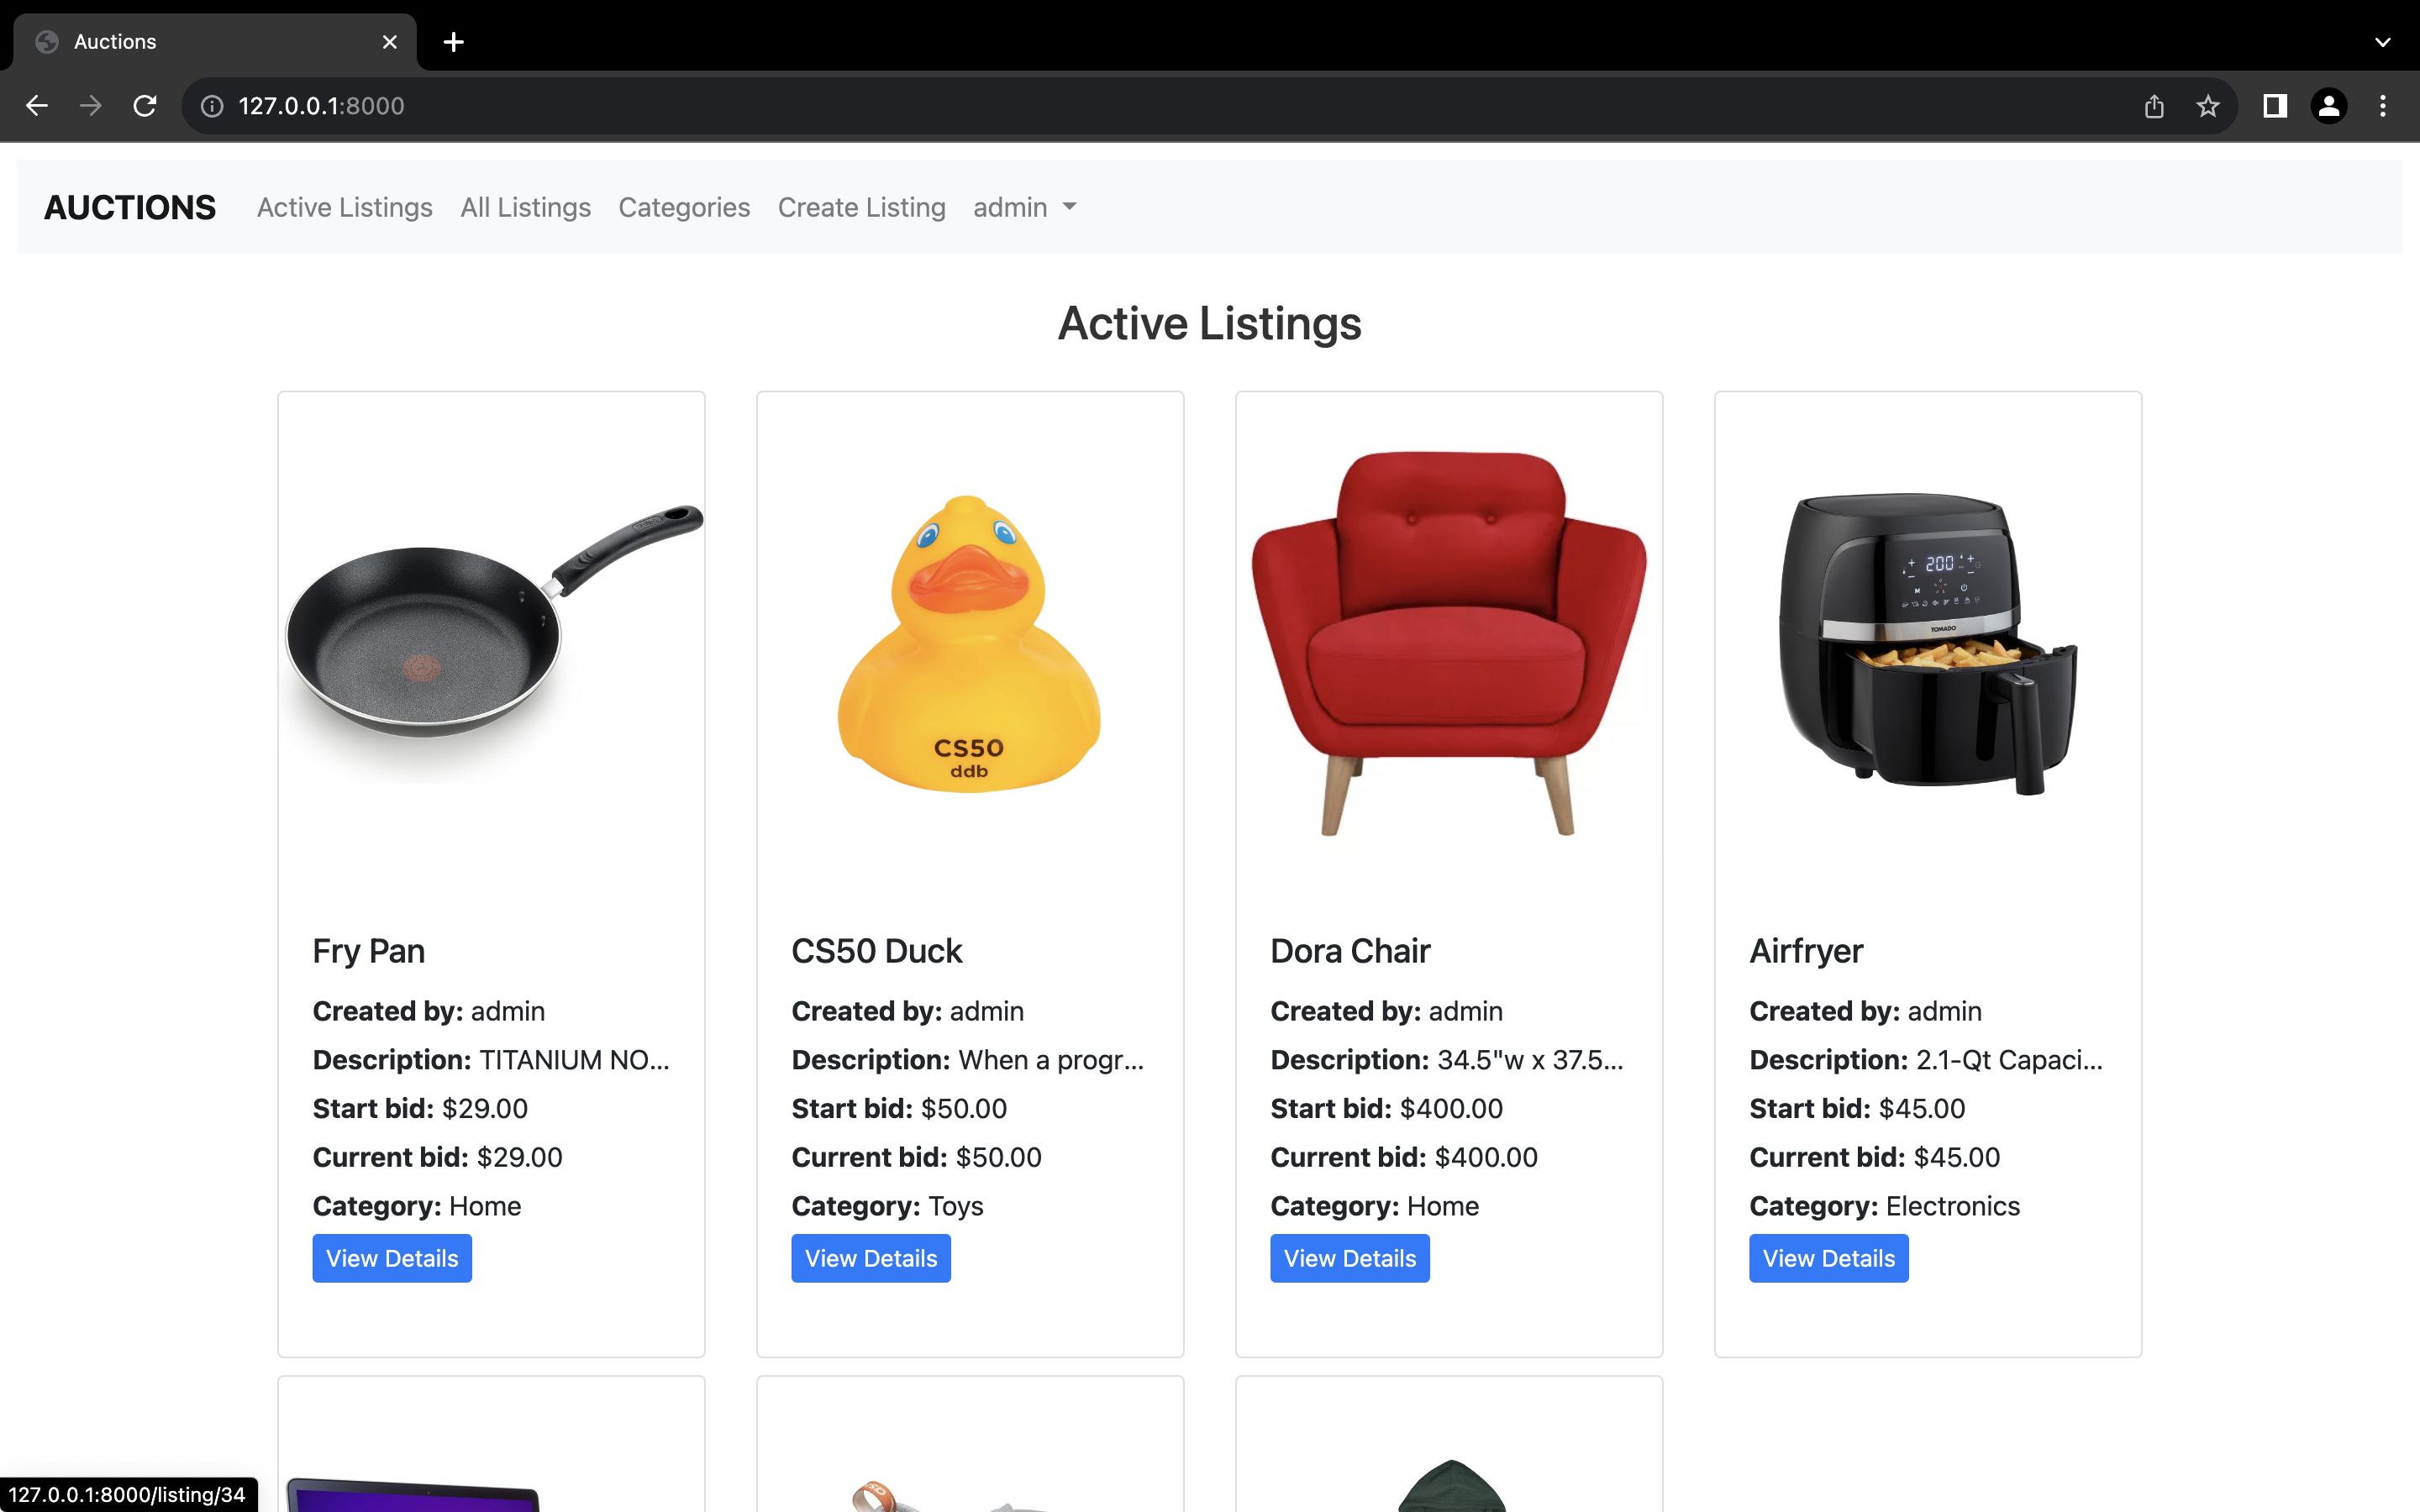 Auctions
127.0.0.1:8000
AUCTIONS Active Listings All Listings Categories Create Listing admin
Active Listings
CS50
ddb
200
M
TOMADO
Fry Pan
Created by: admin
Description: TITANIUM NO...
Start bid: $29.00
Current bid: $29.00
Category: Home
View Details
CS50 Duck
Created by: admin
Description: When a progr...
Start bid: $50.00
Current bid: $50.00
Category: Toys
View Details
Dora Chair
Created by: admin
Description: 34.5"w x 37.5...
Start bid: $400.00
Current bid: $400.00
Category: Home
View Details
Airfryer
Created by: admin
Description: 2.1-Qt Capaci...
Start bid: $45.00
Current bid: $45.00
Category: Electronics
View Details
127.0.0.1:8000/listing/34